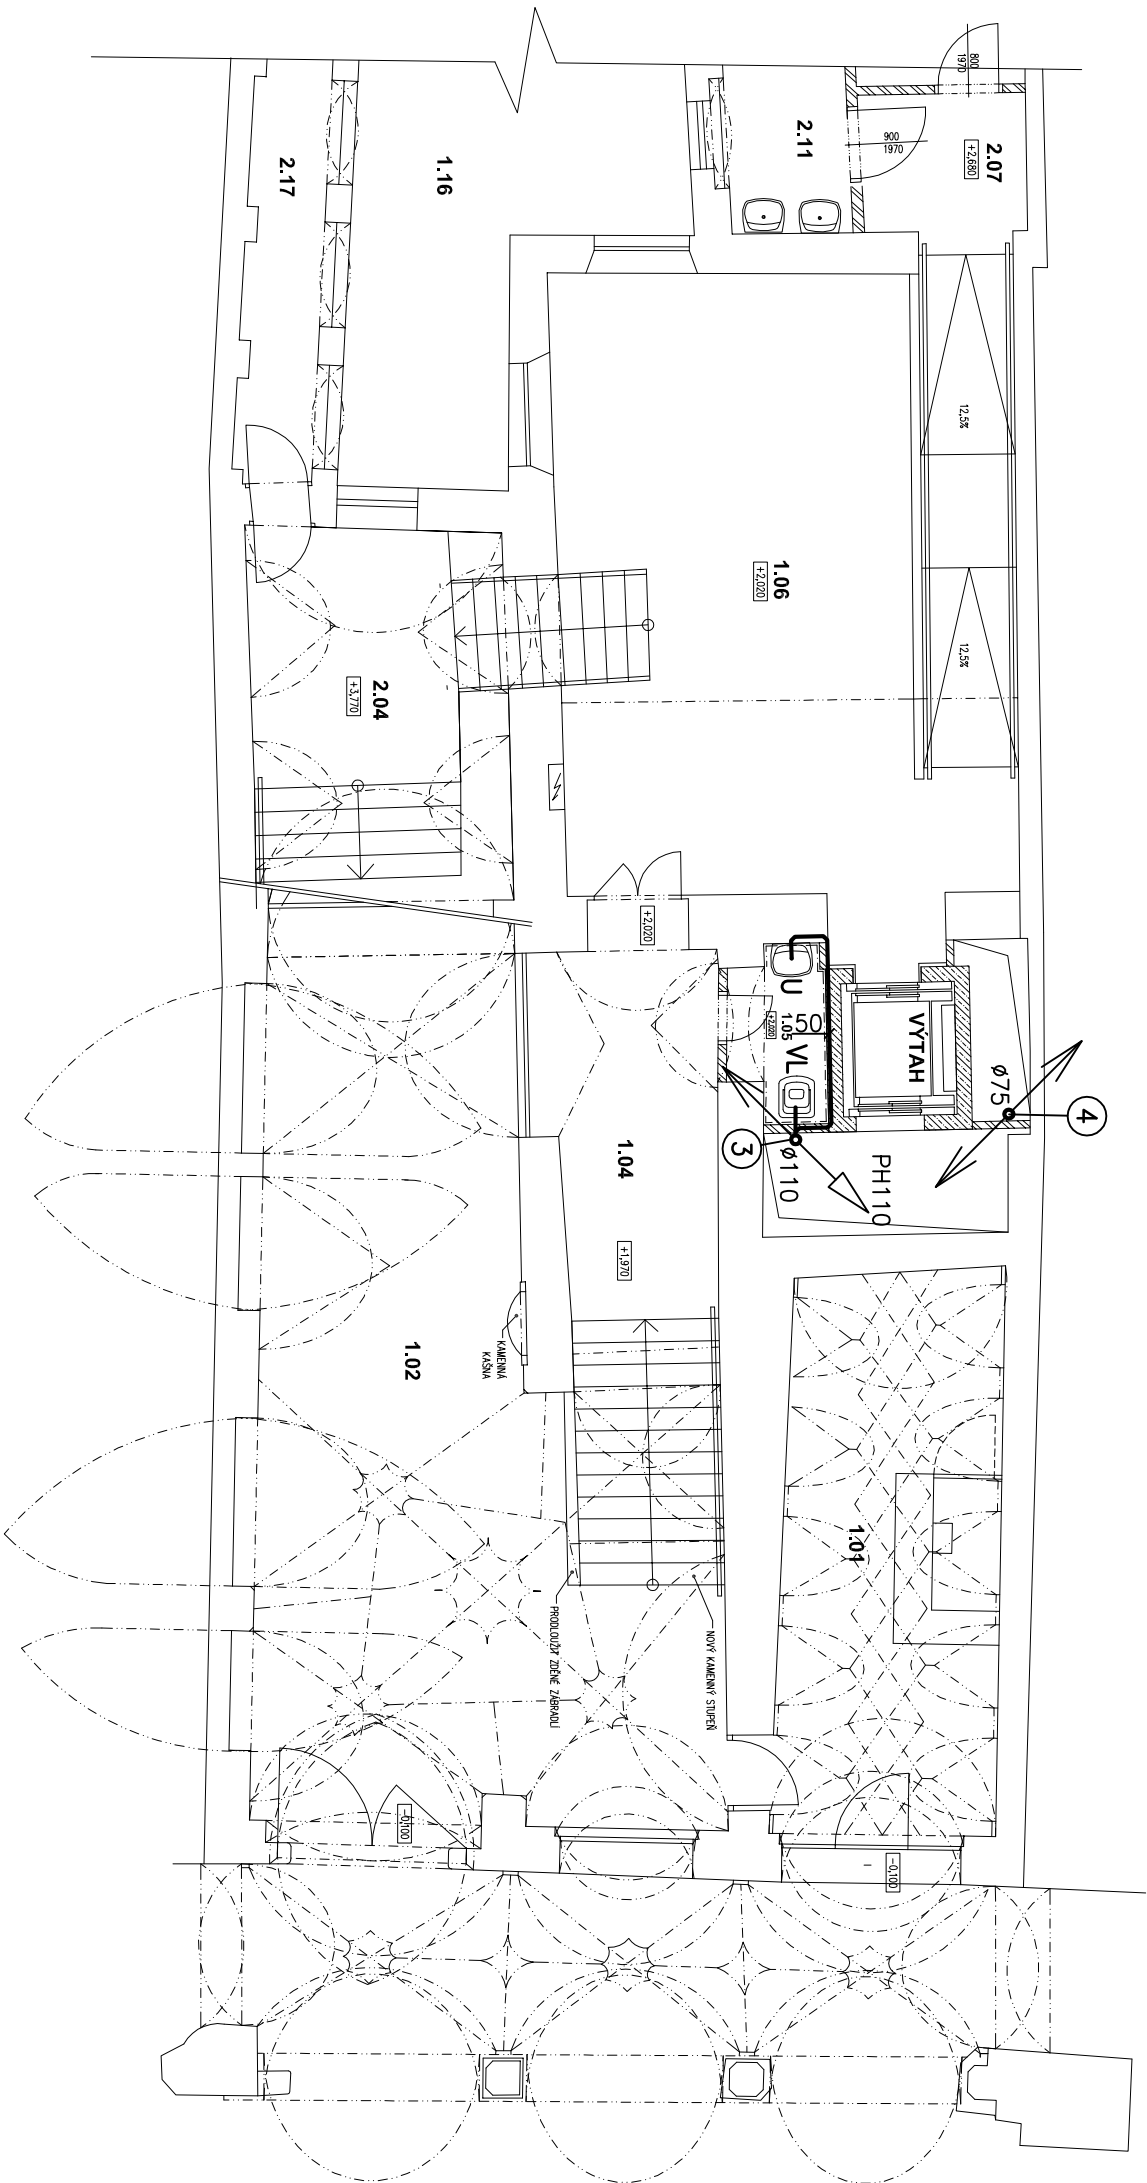 800
1970
900
1970
2.07
+2,680
2.11
1.16
2.17
12,5%
12,5%
1.06
+2,020
2.04
+3,770
+2,020
U
50
1.05
+2,020
VL
VÝTAH
ø75
4
3
ø110
PH110
1.04
+1,970
KAMENNÁ
KAŠNA
1.02
1.01
PRODLOUŽIT ZDĚNÉ ZÁBRADLÍ
NOVÝ KAMENNÝ STUPEŇ
-0,100
-0,100